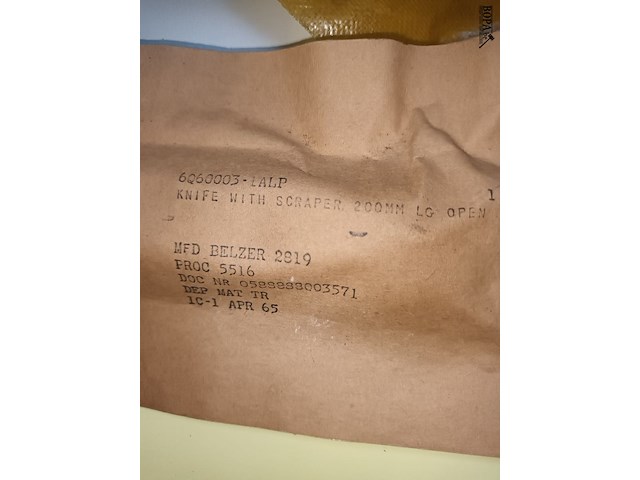 6Q60003-1ALP
1
KNIFE WITH SCRAPER 200MM LG OPEN
MFD BELZER 2819
PROC 5516
DOC NR 0588888003571
DEP MAT TR
1C-1 APR 65